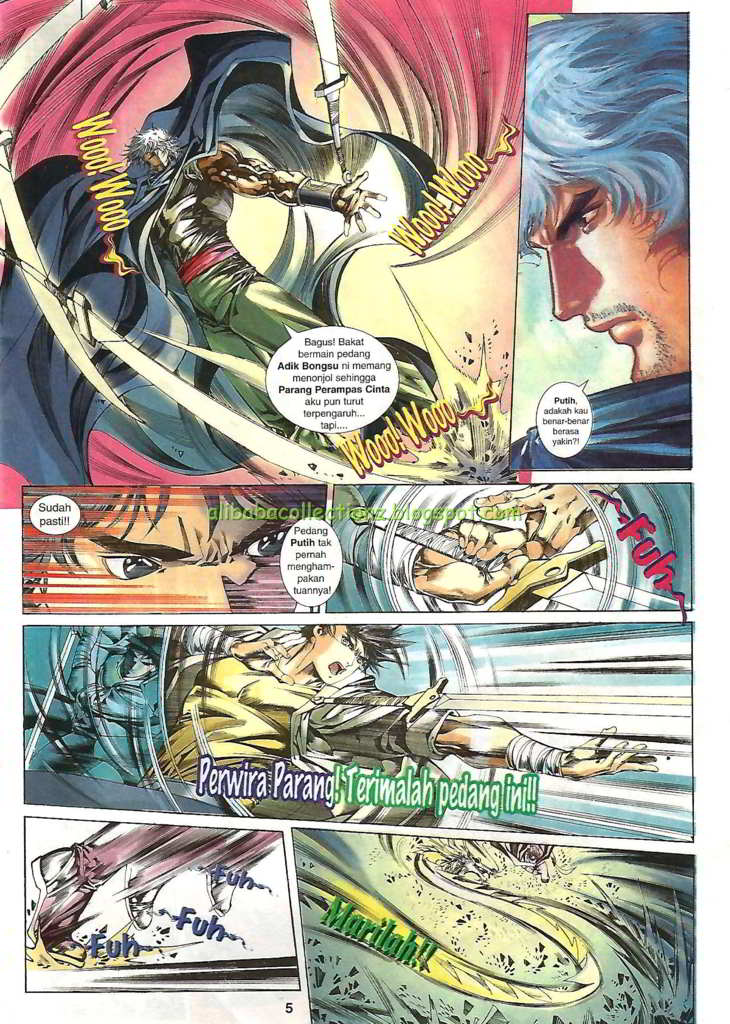 Wooo! Wooo
Wooo! Wooo
Bagus! Bakat
bermain pedang
Adik Bongsu ni memang
menonjol sehingga
Parang Perampas Cinta
aku pun turut
terpengaruh...
tapi....
Wooo! Wooo
Putih,
adakah kau
benar-benar
berasa
yakin?!
Sudah
pasti!!
alibabacollectionz.blogspot.com
Pedang
Putih tak
pernah
mengham-
pakan
tuannya!
Fuh
Perwira Parang! Terimalah pedang ini!!
Fuh
Fuh
Fuh
Marilah!!
5